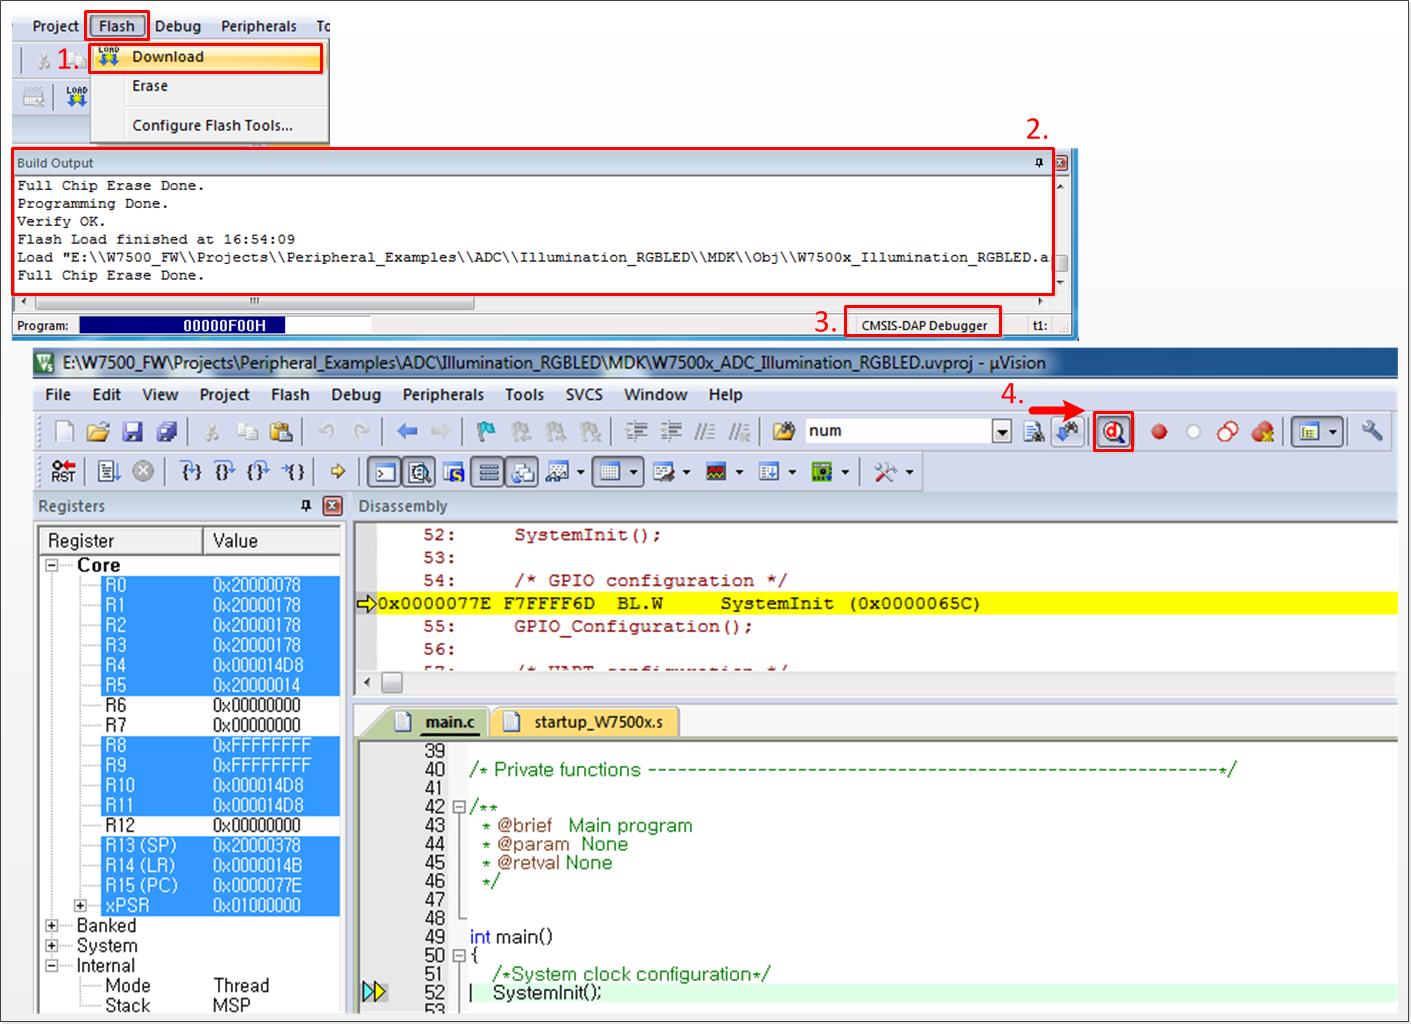 Project Flash Debug Peripherals
1. LOAD Download
Erase
LOAD
Configure Flash Tools...
2.
Build Output
Full Chip Erase Done.
Programming Done.
Verify OK.
Flash Load finished at 16:54:09
Load "E:\\W7500_FW\\Projects\\Peripheral_Examples\\ADC\\Illumination_RGBLED\\MDK\\Obj\\W7500x_Illumination_RGBLED.a
Full Chip Erase Done.
Program: 00000F00H 3. CMSIS-DAP Debugger t1:
E:\W7500_FW\Projects\Peripheral_Examples\ADC\Illumination_RGBLED\MDK\W7500x_ADC_Illumination_RGBLED.uvproj - µVision
File Edit View Project Flash Debug Peripherals Tools SVCS Window Help 4.
num
RST
Registers
Disassembly
Register Value
Core
R0 0x20000078
R1 0x20000178
R2 0x20000178
R3 0x20000178
R4 0x000014D8
R5 0x20000014
R6 0x00000000
R7 0x00000000
R8 0xFFFFFFFF
R9 0xFFFFFFFF
R10 0x000014D8
R11 0x000014D8
R12 0x00000000
R13 (SP) 0x20000378
R14 (LR) 0x0000014B
R15 (PC) 0x0000077E
xPSR 0x01000000
Banked
System
Internal
Mode Thread
Stack MSP
52: SystemInit();
53:
54: /* GPIO configuration */
0x0000077E F7FFFF6D BL.W SystemInit (0x0000065C)
55: GPIO_Configuration();
56:
57: /* UART configuration */
main.c startup_W7500x.s
39
40 /* Private functions ---------------------------------------------------------*/
41
42 /**
43 * @brief Main program
44 * @param None
45 * @retval None
46 */
47
48
49 int main()
50 {
51 /*System clock configuration*/
52 SystemInit();
53